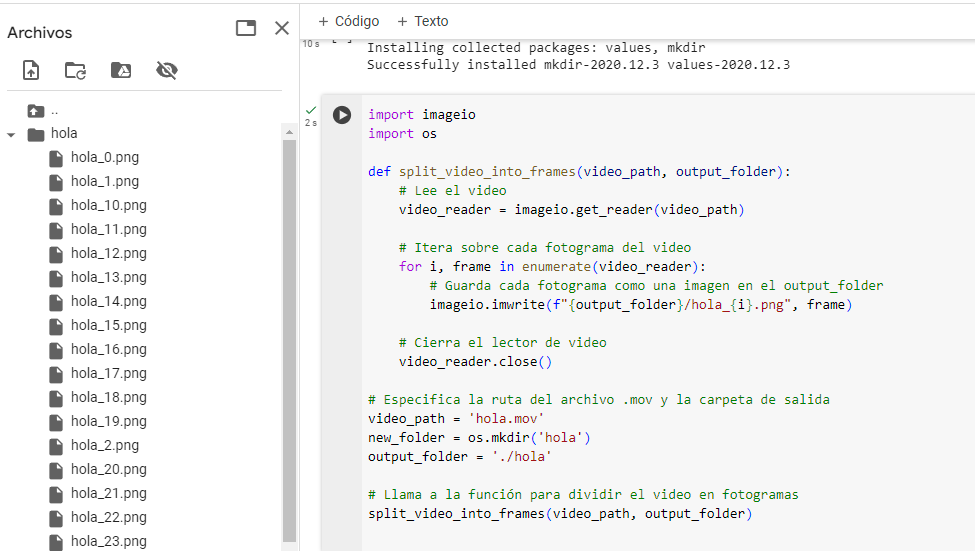 Archivos
..
hola
hola_0.png
hola_1.png
hola_10.png
hola_11.png
hola_12.png
hola_13.png
hola_14.png
hola_15.png
hola_16.png
hola_17.png
hola_18.png
hola_19.png
hola_2.png
hola_20.png
hola_21.png
hola_22.png
hola_23.png
+ Código + Texto
10 s
Installing collected packages: values, mkdir
Successfully installed mkdir-2020.12.3 values-2020.12.3
2 s
import imageio
import os

def split_video_into_frames(video_path, output_folder):
    # Lee el video
    video_reader = imageio.get_reader(video_path)

    # Itera sobre cada fotograma del video
    for i, frame in enumerate(video_reader):
        # Guarda cada fotograma como una imagen en el output_folder
        imageio.imwrite(f"{output_folder}/hola_{i}.png", frame)

    # Cierra el lector de video
    video_reader.close()

# Especifica la ruta del archivo .mov y la carpeta de salida
video_path = 'hola.mov'
new_folder = os.mkdir('hola')
output_folder = './hola'

# Llama a la función para dividir el video en fotogramas
split_video_into_frames(video_path, output_folder)